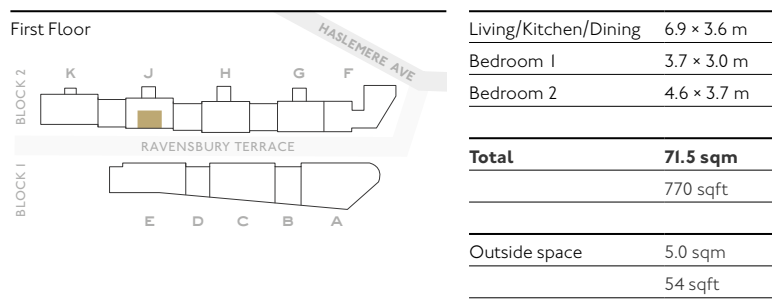 First Floor
HASLEMERE AVE
BLOCK 2
K J H G F
RAVENSBURY TERRACE
BLOCK 1
E D C B A
Living/Kitchen/Dining 6.9 × 3.6 m
Bedroom 1 3.7 × 3.0 m
Bedroom 2 4.6 × 3.7 m
Total 71.5 sqm
770 sqft
Outside space 5.0 sqm
54 sqft